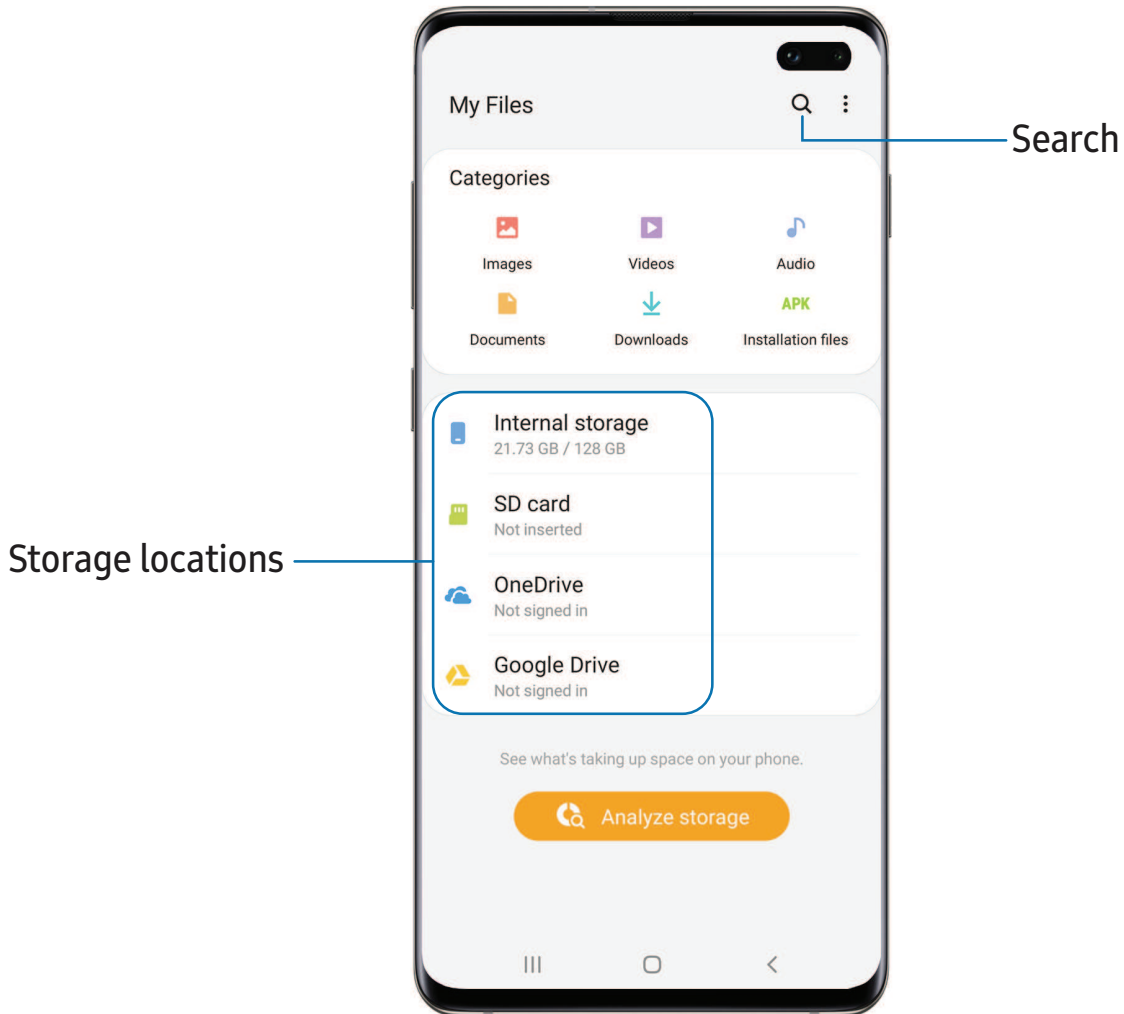 My Files
Search
Categories
Images Videos Audio
APK
Documents Downloads Installation files
Internal storage
21.73 GB / 128 GB
SD card
Not inserted
Storage locations
OneDrive
Not signed in
Google Drive
Not signed in
See what's taking up space on your phone.
Analyze storage